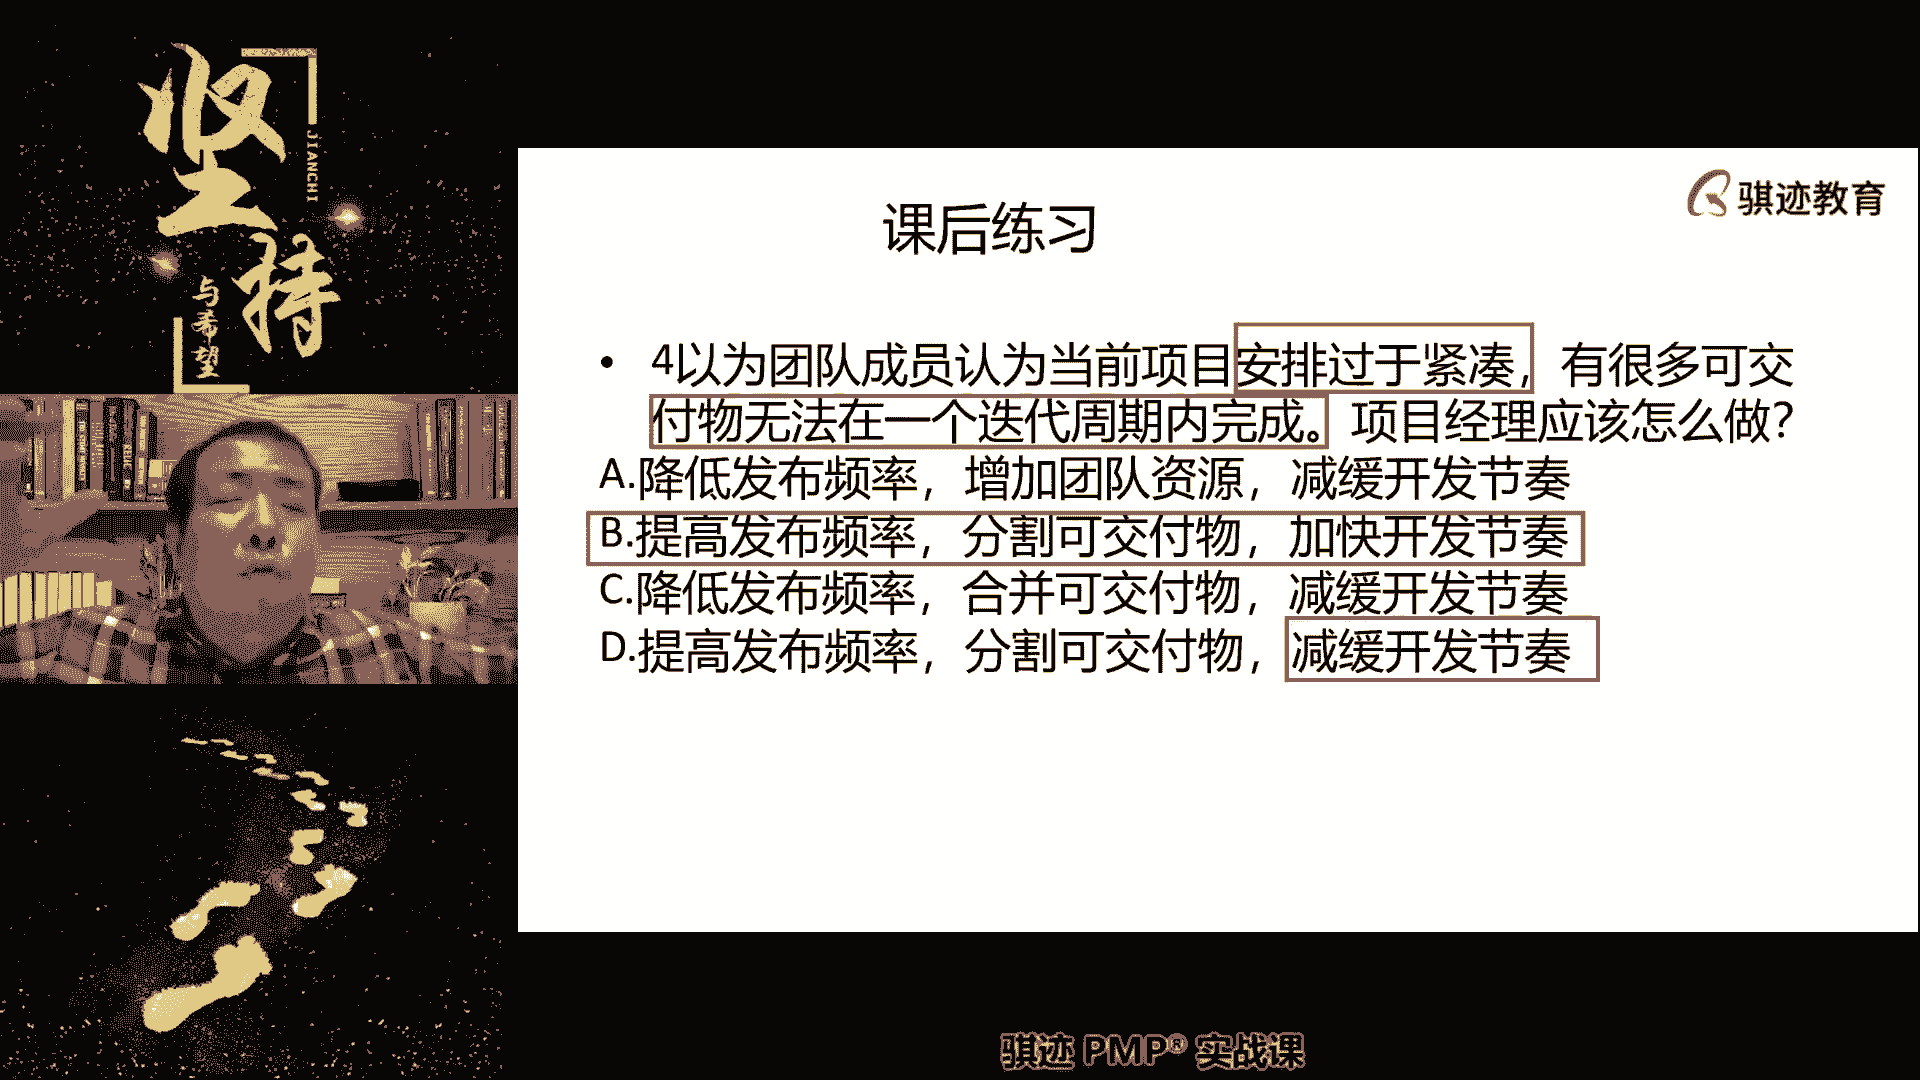 坚持
JIANCHI
与希望
骐迹教育
课后练习
• 4以为团队成员认为当前项目安排过于紧凑，有很多可交
付物无法在一个迭代周期内完成。项目经理应该怎么做？
A.降低发布频率，增加团队资源，减缓开发节奏
B.提高发布频率，分割可交付物，加快开发节奏
C.降低发布频率，合并可交付物，减缓开发节奏
D.提高发布频率，分割可交付物，减缓开发节奏
骐迹 PMP® 实战课